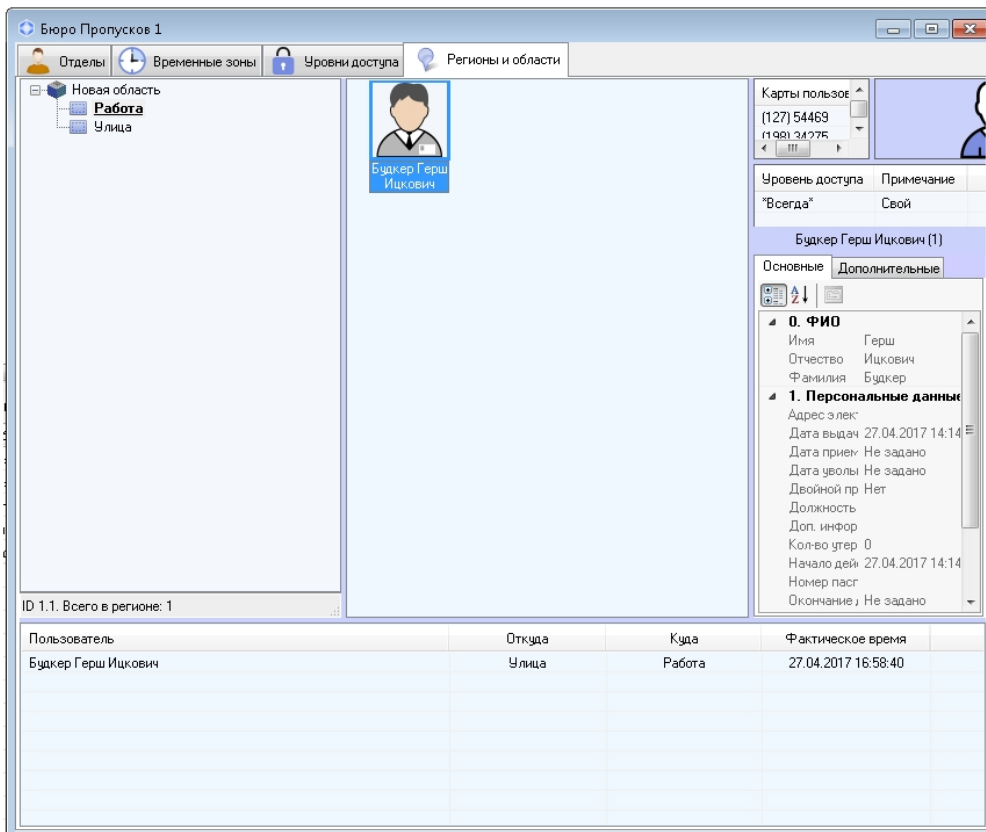 Бюро Пропусков 1
Отделы Временные зоны Уровни доступа Регионы и области
Новая область
Работа
Улица
Будкер Герш
Ицкович
Карты пользов
(127) 54469
(198) 34275
Уровень доступа Примечание
*Всегда* Свой
Будкер Герш Ицкович (1)
Основные Дополнительные
0. ФИО
Имя Герш
Отчество Ицкович
Фамилия Будкер
1. Персональные данные
Адрес элек
Дата выдач 27.04.2017 14:14
Дата прием Не задано
Дата уволы Не задано
Двойной пр Нет
Должность
Доп. инфор
Кол-во утер 0
Начало дей 27.04.2017 14:14
Номер пасг
Окончание Не задано
ID 1.1. Всего в регионе: 1
Пользователь Откуда Куда Фактическое время
Будкер Герш Ицкович Улица Работа 27.04.2017 16:58:40